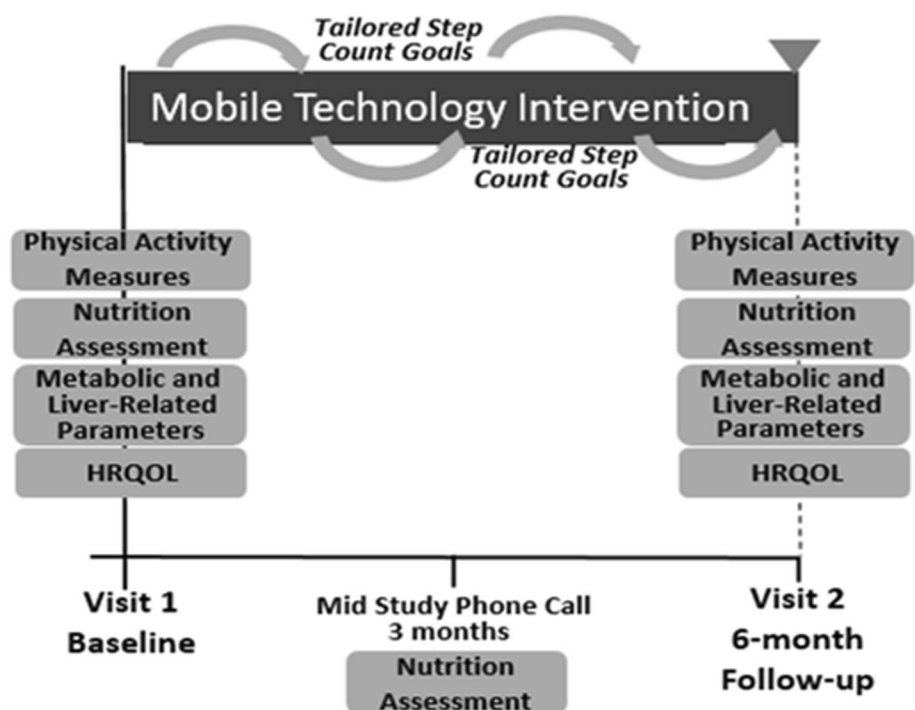 Tailored Step
Count Goals
Mobile Technology Intervention
Tailored Step
Count Goals
Physical Activity
Measures
Nutrition
Assessment
Metabolic and
Liver-Related
Parameters
HRQOL
Physical Activity
Measures
Nutrition
Assessment
Metabolic and
Liver-Related
Parameters
HRQOL
Visit 1
Baseline
Mid Study Phone Call
3 months
Nutrition
Assessment
Visit 2
6-month
Follow-up